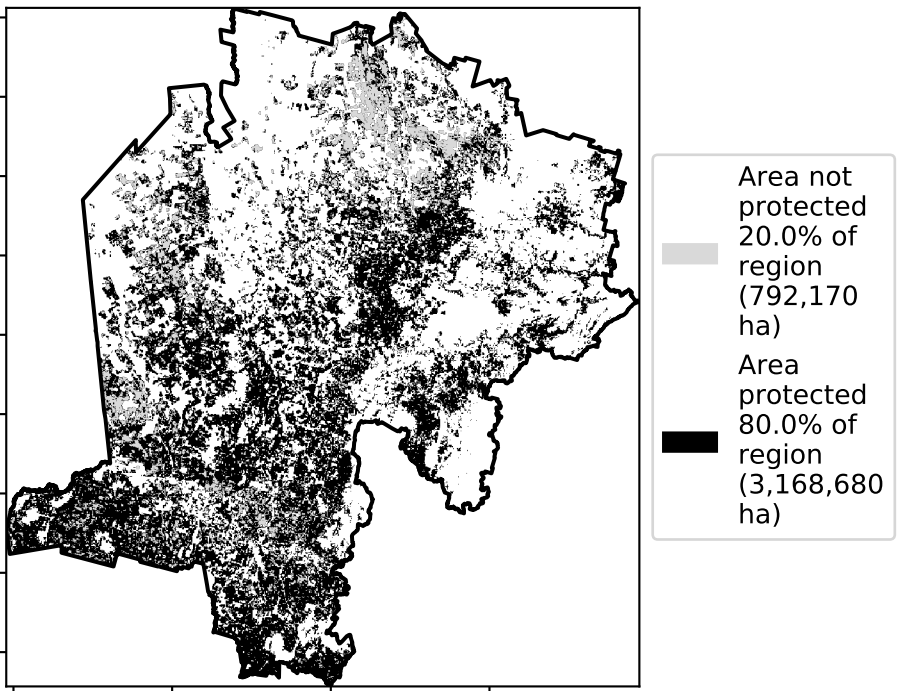 Area not
protected
20.0% of
region
(792,170
ha)
Area
protected
80.0% of
region
(3,168,680
ha)